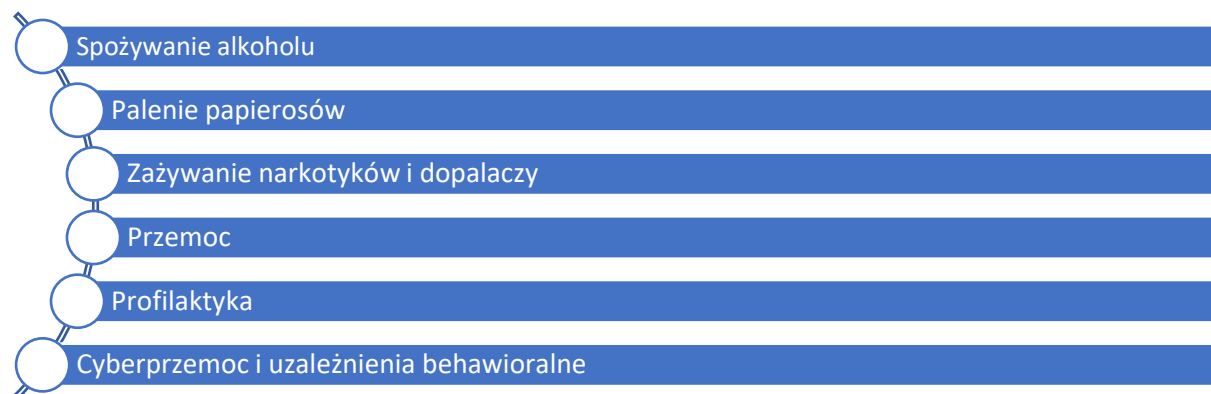 Spożywanie alkoholu
Palenie papierosów
Zażywanie narkotyków i dopalaczy
Przemoc
Profilaktyka
Cyberprzemoc i uzależnienia behawioralne